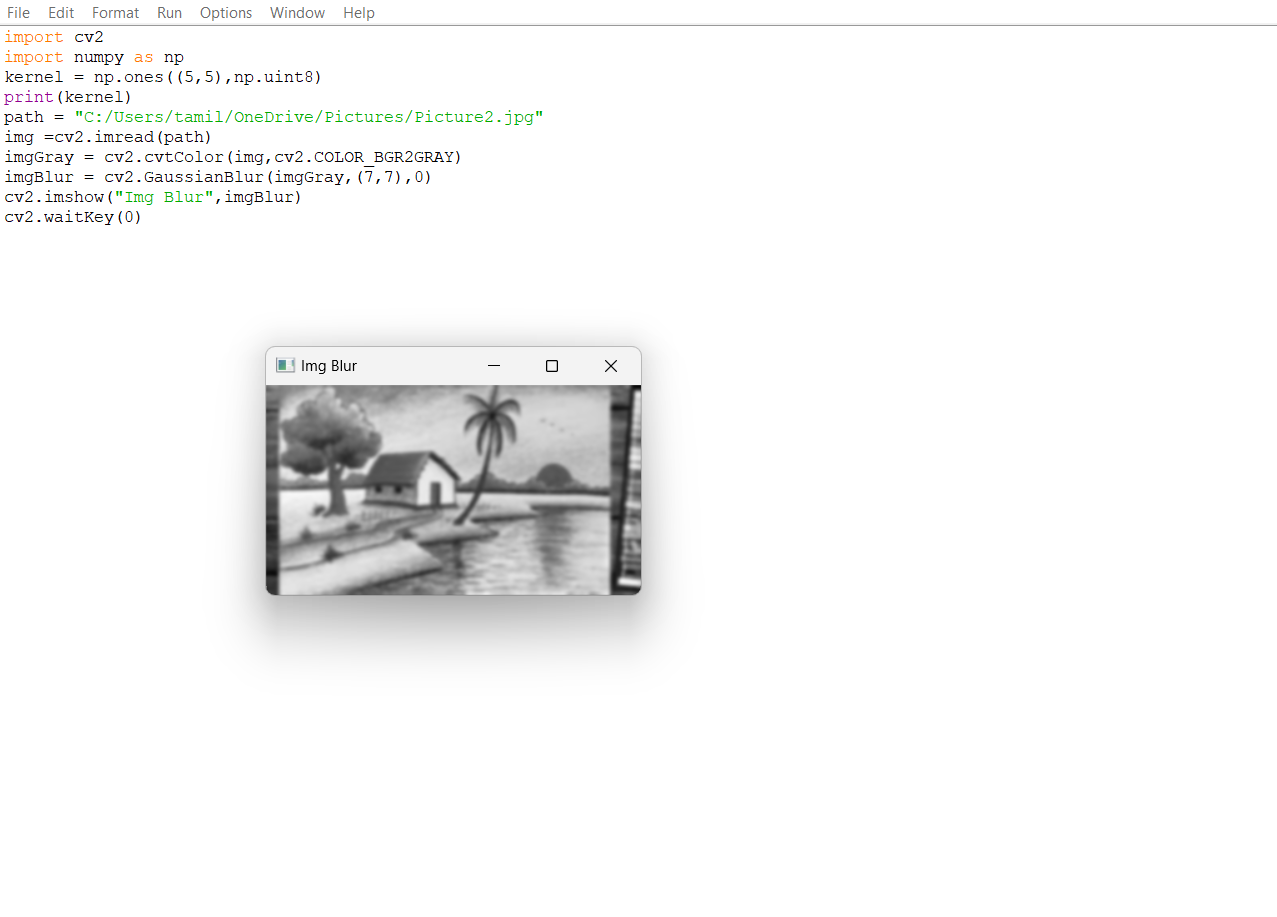 File Edit Format Run Options Window Help
import cv2
import numpy as np
kernel = np.ones((5,5),np.uint8)
print(kernel)
path = "C:/Users/tamil/OneDrive/Pictures/Picture2.jpg"
img =cv2.imread(path)
imgGray = cv2.cvtColor(img,cv2.COLOR_BGR2GRAY)
imgBlur = cv2.GaussianBlur(imgGray,(7,7),0)
cv2.imshow("Img Blur",imgBlur)
cv2.waitKey(0)
Img Blur